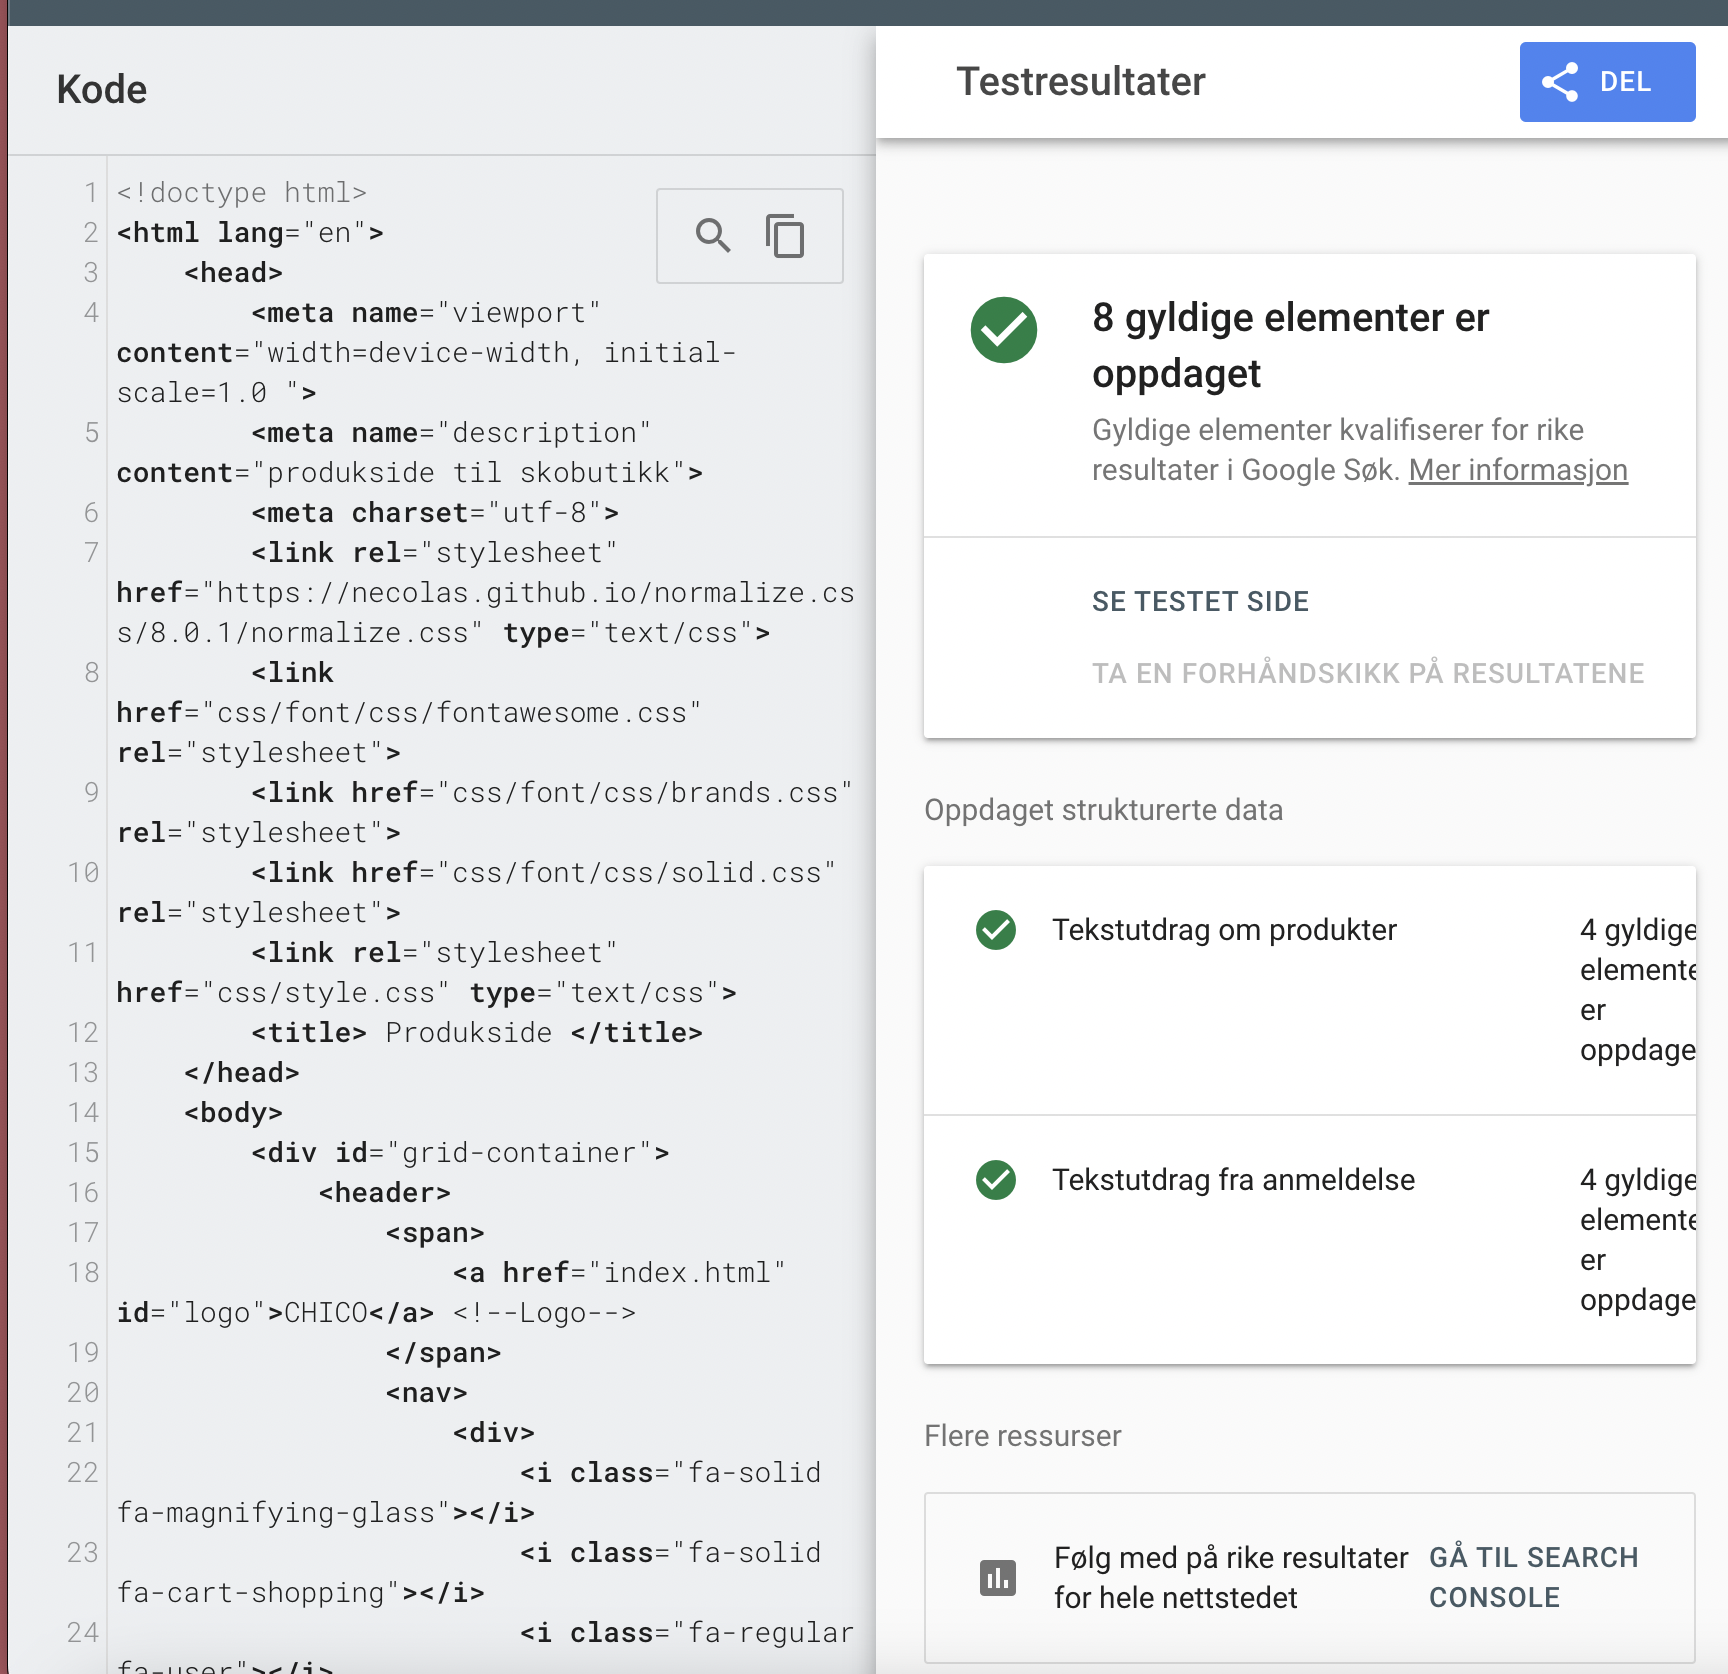 Kode
1 <!doctype html>
2 <html lang="en">
3 <head>
4 <meta name="viewport"
content="width=device-width, initial-
scale=1.0 ">
5 <meta name="description"
content="produkside til skobutikk">
6 <meta charset="utf-8">
7 <link rel="stylesheet"
href="https://necolas.github.io/normalize.cs
s/8.0.1/normalize.css" type="text/css">
8 <link
href="css/font/css/fontawesome.css"
rel="stylesheet">
9 <link href="css/font/css/brands.css"
rel="stylesheet">
10 <link href="css/font/css/solid.css"
rel="stylesheet">
11 <link rel="stylesheet"
href="css/style.css" type="text/css">
12 <title> Produkside </title>
13 </head>
14 <body>
15 <div id="grid-container">
16 <header>
17 <span>
18 <a href="index.html"
id="logo">CHICO</a> <!--Logo-->
19 </span>
20 <nav>
21 <div>
22 <i class="fa-solid
fa-magnifying-glass"></i>
23 <i class="fa-solid
fa-cart-shopping"></i>
24 <i class="fa-regular
fa-user"></i>
Testresultater
DEL
8 gyldige elementer er
oppdaget
Gyldige elementer kvalifiserer for rike
resultater i Google Søk. Mer informasjon
SE TESTET SIDE
TA EN FORHÅNDSKIKK PÅ RESULTATENE
Oppdaget strukturerte data
Tekstutdrag om produkter
4 gyldige
elemente
er
oppdage
Tekstutdrag fra anmeldelse
4 gyldige
elemente
er
oppdage
Flere ressurser
Følg med på rike resultater
for hele nettstedet
GÅ TIL SEARCH
CONSOLE